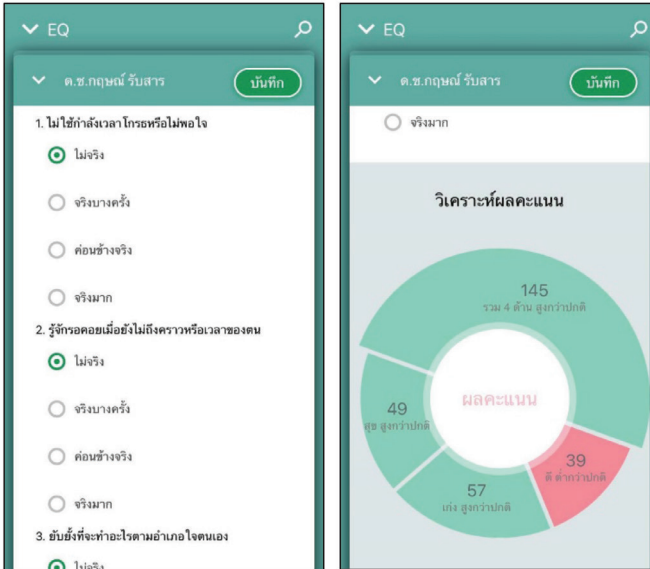 EQ
ด.ช.กฤษณ์ รับสาร
บันทึก
1. ไม่ใช้กำลังเวลาโกรธหรือไม่พอใจ
ไม่จริง
จริงบางครั้ง
ค่อนข้างจริง
จริงมาก
2. รู้จักรอคอยเมื่อยังไม่ถึงคราวหรือเวลาของตน
ไม่จริง
จริงบางครั้ง
ค่อนข้างจริง
จริงมาก
3. ยับยั้งที่จะทำอะไรตามอำเภอใจตนเอง
ไม่จริง
EQ
ด.ช.กฤษณ์ รับสาร
บันทึก
จริงมาก
วิเคราะห์ผลคะแนน
145
รวม 4 ด้าน สูงกว่าปกติ
ผลคะแนน
49
สุข สูงกว่าปกติ
39
ดี ต่ำกว่าปกติ
57
เก่ง สูงกว่าปกติ